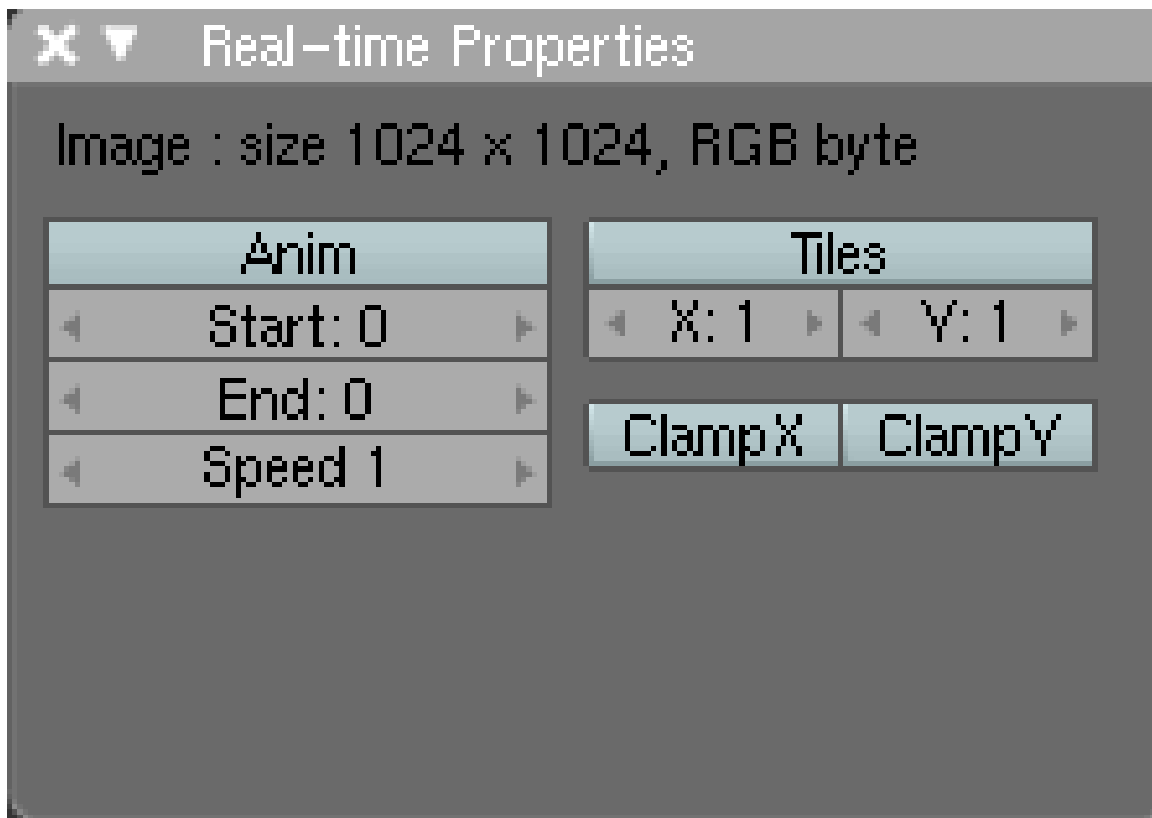 Real-time Properties
Image : size 1024 x 1024, RGB byte
Anim
Start: 0
End: 0
Speed 1
Tiles
X: 1
Y: 1
ClampX
ClampY